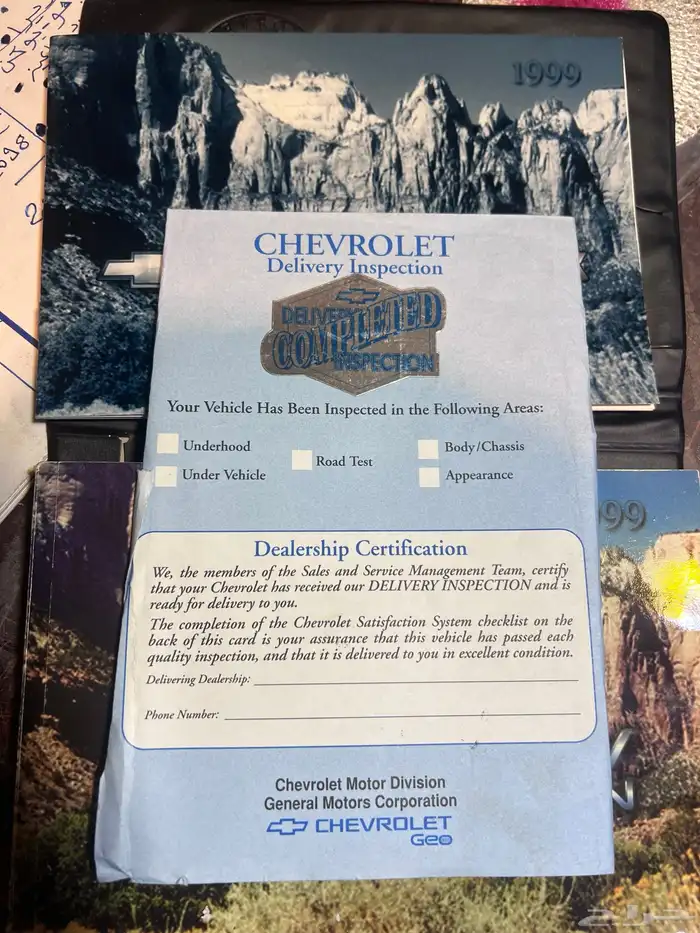 1999
CHEVROLET
Delivery Inspection
DELIVERY
COMPLETED
INSPECTION
Your Vehicle Has Been Inspected in the Following Areas:
Underhood
Under Vehicle
Road Test
Body/Chassis
Appearance
Dealership Certification
We, the members of the Sales and Service Management Team, certify
that your Chevrolet has received our DELIVERY INSPECTION and is
ready for delivery to you.
The completion of the Chevrolet Satisfaction System checklist on the
back of this card is your assurance that this vehicle has passed each
quality inspection, and that it is delivered to you in excellent condition.
Delivering Dealership:
Phone Number:
Chevrolet Motor Division
General Motors Corporation
CHEVROLET
Geo
99
حراج